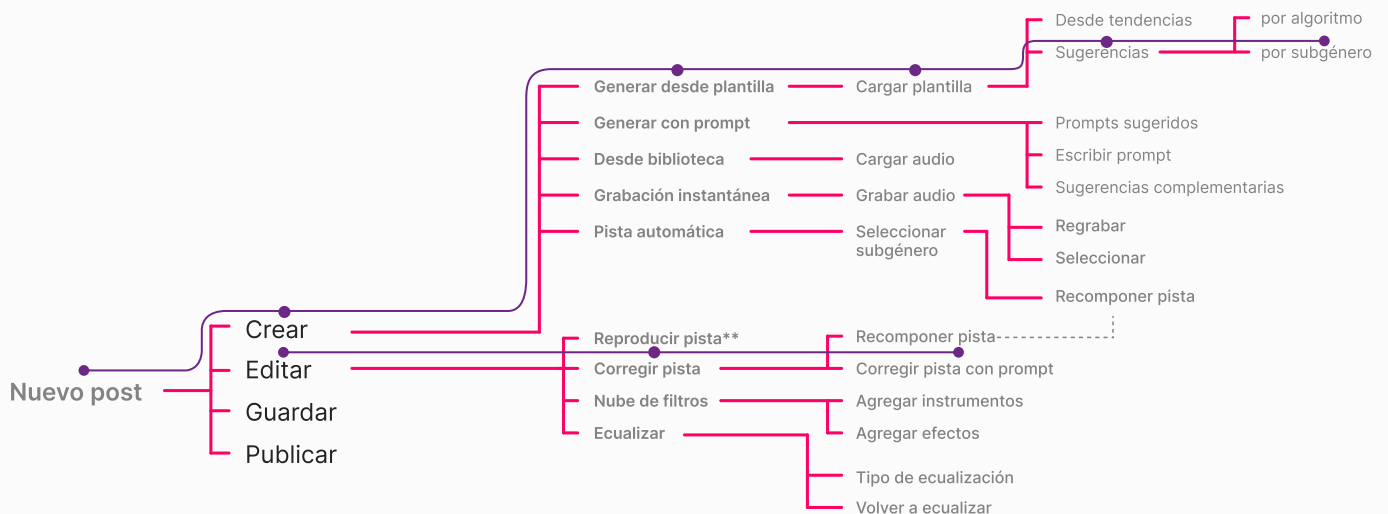 Desde tendencias
por algoritmo
Sugerencias
por subgénero
Generar desde plantilla
Cargar plantilla
Generar con prompt
Prompts sugeridos
Desde biblioteca
Cargar audio
Escribir prompt
Sugerencias complementarias
Grabación instantánea
Grabar audio
Regrabar
Pista automática
Seleccionar
subgénero
Seleccionar
Recomponer pista
Crear
Reproducir pista**
Recomponer pista
Editar
Corregir pista
Corregir pista con prompt
Nuevo post
Nube de filtros
Agregar instrumentos
Guardar
Ecualizar
Agregar efectos
Publicar
Tipo de ecualización
Volver a ecualizar